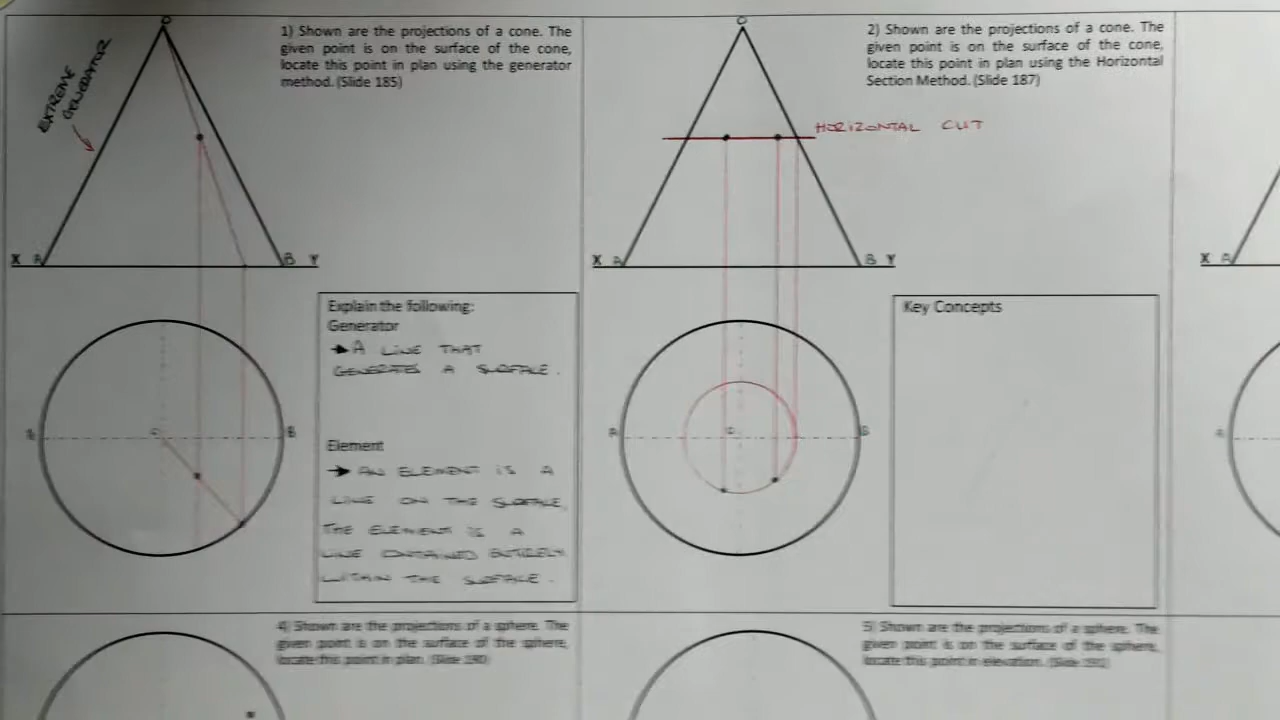 O
EXTREME
GENERATOR
1) Shown are the projections of a cone. The
given point is on the surface of the cone,
locate this point in plan using the generator
method. (Slide 185)
X A
B Y
Explain the following:
Generator
A LINE THAT
GENERATES A SURFACE.
Element
AN ELEMENT IS A
LINE ON THE SURFACE.
THE ELEMENT IS A
LINE CONTAINED ENTIRELY
WITHIN THE SURFACE.
B
O
2) Shown are the projections of a cone. The
given point is on the surface of the cone,
locate this point in plan using the Horizontal
Section Method. (Slide 187)
HORIZONTAL CUT
X A
B Y
A
B
Key Concepts
X A
4) Shown are the projections of a sphere. The
given point is on the surface of the sphere,
locate this point in plan. (Slide 190)
5) Shown are the projections of a sphere. The
given point is on the surface of the sphere,
locate this point in elevation.